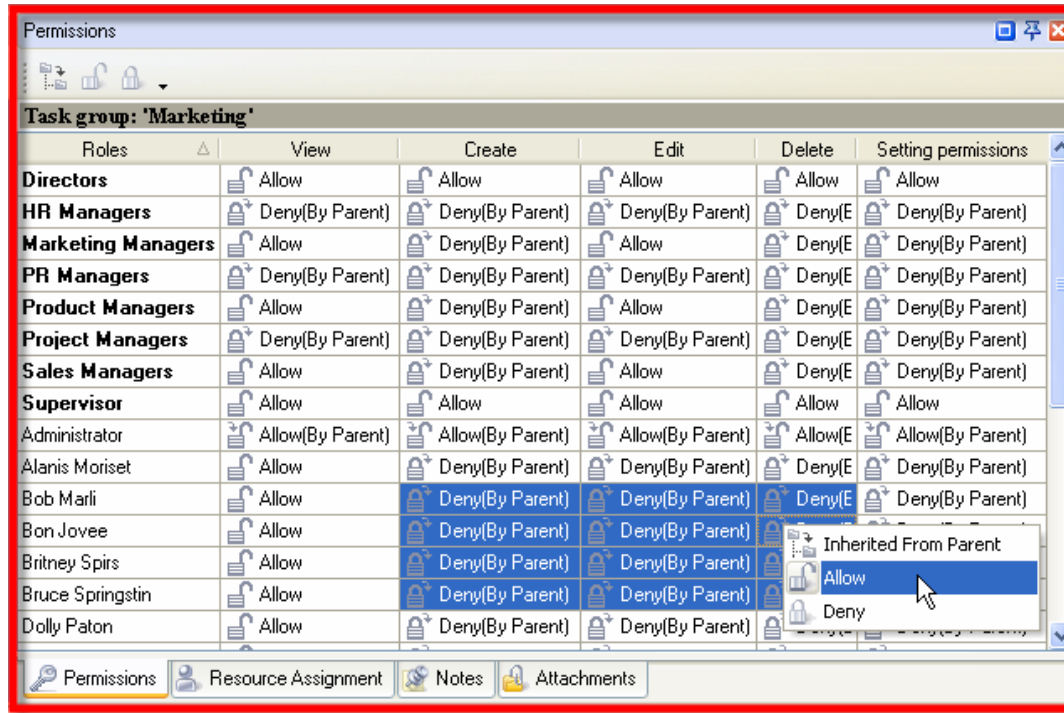 Permissions
Task group: 'Marketing'
Roles View Create Edit Delete Setting permissions
Directors Allow Allow Allow Allow Allow
HR Managers Deny(By Parent) Deny(By Parent) Deny(By Parent) Deny(E Deny(By Parent)
Marketing Managers Allow Deny(By Parent) Allow Deny(E Deny(By Parent)
PR Managers Deny(By Parent) Deny(By Parent) Deny(By Parent) Deny(E Deny(By Parent)
Product Managers Allow Deny(By Parent) Allow Deny(E Deny(By Parent)
Project Managers Deny(By Parent) Deny(By Parent) Deny(By Parent) Deny(E Deny(By Parent)
Sales Managers Allow Deny(By Parent) Allow Deny(E Deny(By Parent)
Supervisor Allow Allow Allow Allow Allow
Administrator Allow(By Parent) Allow(By Parent) Allow(By Parent) Allow(E Allow(By Parent)
Alanis Moriset Allow Deny(By Parent) Deny(By Parent) Deny(E Deny(By Parent)
Bob Marli Allow Deny(By Parent) Deny(By Parent) Deny(E Deny(By Parent)
Bon Jovee Allow Deny(By Parent) Deny(By Parent)
Inherited From Parent
Britney Spirs Allow Deny(By Parent) Deny(By Parent)
Allow
Bruce Springstin Allow Deny(By Parent) Deny(By Parent)
Deny
Dolly Paton Allow Deny(By Parent) Deny(By Parent)
Permissions Resource Assignment Notes Attachments